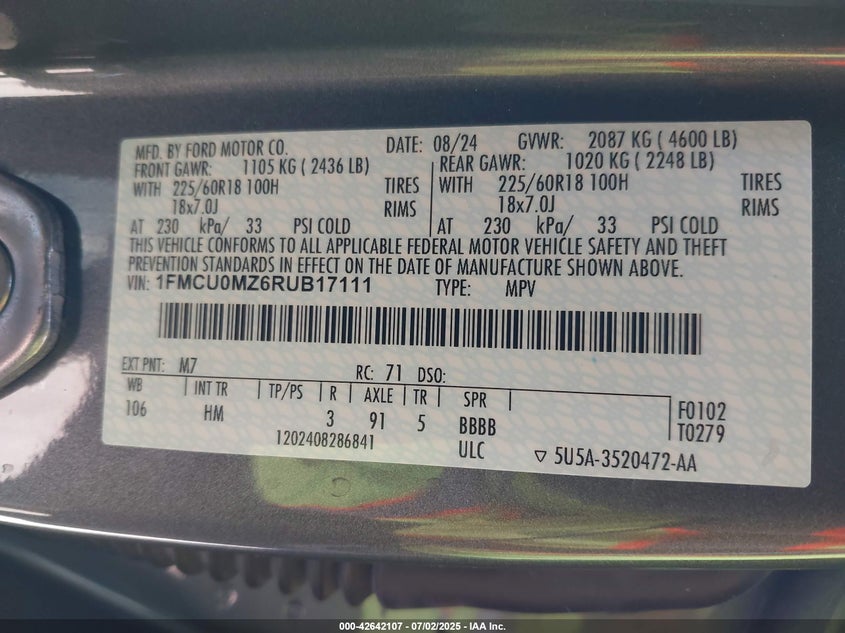 MFD. BY FORD MOTOR CO. DATE: 08/24 GVWR: 2087 KG ( 4600 LB)
FRONT GAWR: 1105 KG ( 2436 LB) REAR GAWR: 1020 KG ( 2248 LB)
WITH 225/60R18 100H TIRES WITH 225/60R18 100H TIRES
18x7.0J RIMS 18x7.0J RIMS
AT 230 kPa/ 33 PSI COLD AT 230 kPa/ 33 PSI COLD
THIS VEHICLE CONFORMS TO ALL APPLICABLE FEDERAL MOTOR VEHICLE SAFETY AND THEFT
PREVENTION STANDARDS IN EFFECT ON THE DATE OF MANUFACTURE SHOWN ABOVE.
VIN: 1FMCU0MZ6RUB17111 TYPE: MPV
EXT PNT: M7 RC: 71 DSO:
WB INT TR TP/PS R AXLE TR SPR F0102
106 HM 3 91 5 BBBB T0279
1202408286841 ULC ▽ 5U5A-3520472-AA
000-42642107 - 07/02/2025 - IAA Inc.